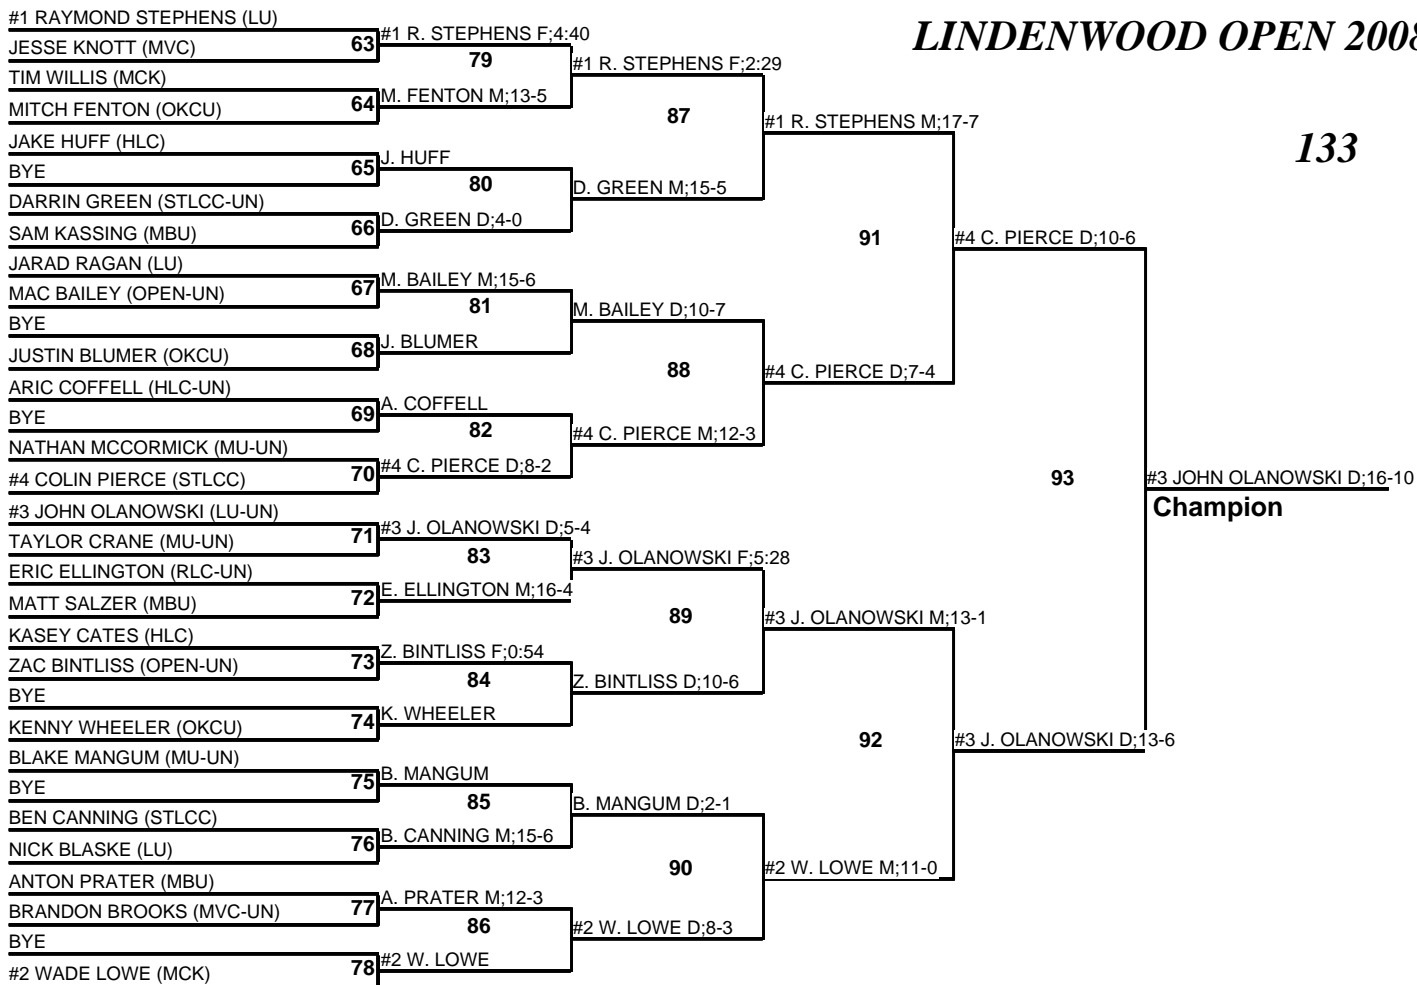 LINDENWOOD OPEN 2008
133
#1 RAYMOND STEPHENS (LU)
JESSE KNOTT (MVC)
TIM WILLIS (MCK)
MITCH FENTON (OKCU)
JAKE HUFF (HLC)
BYE
DARRIN GREEN (STLCC-UN)
SAM KASSING (MBU)
JARAD RAGAN (LU)
MAC BAILEY (OPEN-UN)
BYE
JUSTIN BLUMER (OKCU)
ARIC COFFELL (HLC-UN)
BYE
NATHAN MCCORMICK (MU-UN)
#4 COLIN PIERCE (STLCC)
#3 JOHN OLANOWSKI (LU-UN)
TAYLOR CRANE (MU-UN)
ERIC ELLINGTON (RLC-UN)
MATT SALZER (MBU)
KASEY CATES (HLC)
ZAC BINTLISS (OPEN-UN)
BYE
KENNY WHEELER (OKCU)
BLAKE MANGUM (MU-UN)
BYE
BEN CANNING (STLCC)
NICK BLASKE (LU)
ANTON PRATER (MBU)
BRANDON BROOKS (MVC-UN)
BYE
#2 WADE LOWE (MCK)
63
64
65
66
67
68
69
70
71
72
73
74
75
76
77
78
#1 R. STEPHENS F;4:40
M. FENTON M;13-5
J. HUFF
D. GREEN D;4-0
M. BAILEY M;15-6
J. BLUMER
A. COFFELL
#4 C. PIERCE D;8-2
#3 J. OLANOWSKI D;5-4
E. ELLINGTON M;16-4
Z. BINTLISS F;0:54
K. WHEELER
B. MANGUM
B. CANNING M;15-6
A. PRATER M;12-3
#2 W. LOWE
79
80
81
82
83
84
85
86
#1 R. STEPHENS F;2:29
D. GREEN M;15-5
M. BAILEY D;10-7
#4 C. PIERCE M;12-3
#3 J. OLANOWSKI F;5:28
Z. BINTLISS D;10-6
B. MANGUM D;2-1
#2 W. LOWE D;8-3
87
88
89
90
#1 R. STEPHENS M;17-7
#4 C. PIERCE D;7-4
#3 J. OLANOWSKI M;13-1
#2 W. LOWE M;11-0
91
92
#4 C. PIERCE D;10-6
#3 J. OLANOWSKI D;13-6
93
#3 JOHN OLANOWSKI D;16-10
Champion